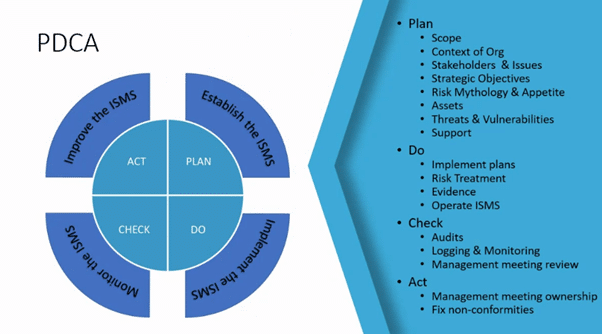 PDCA
Improve the ISMS
Establish the ISMS
ACT
PLAN
CHECK
DO
Monitor the ISMS
Implement the ISMS
• Plan
• Scope
• Context of Org
• Stakeholders & Issues
• Strategic Objectives
• Risk Mythology & Appetite
• Assets
• Threats & Vulnerabilities
• Support
• Do
• Implement plans
• Risk Treatment
• Evidence
• Operate ISMS
• Check
• Audits
• Logging & Monitoring
• Management meeting review
• Act
• Management meeting ownership
• Fix non-conformities